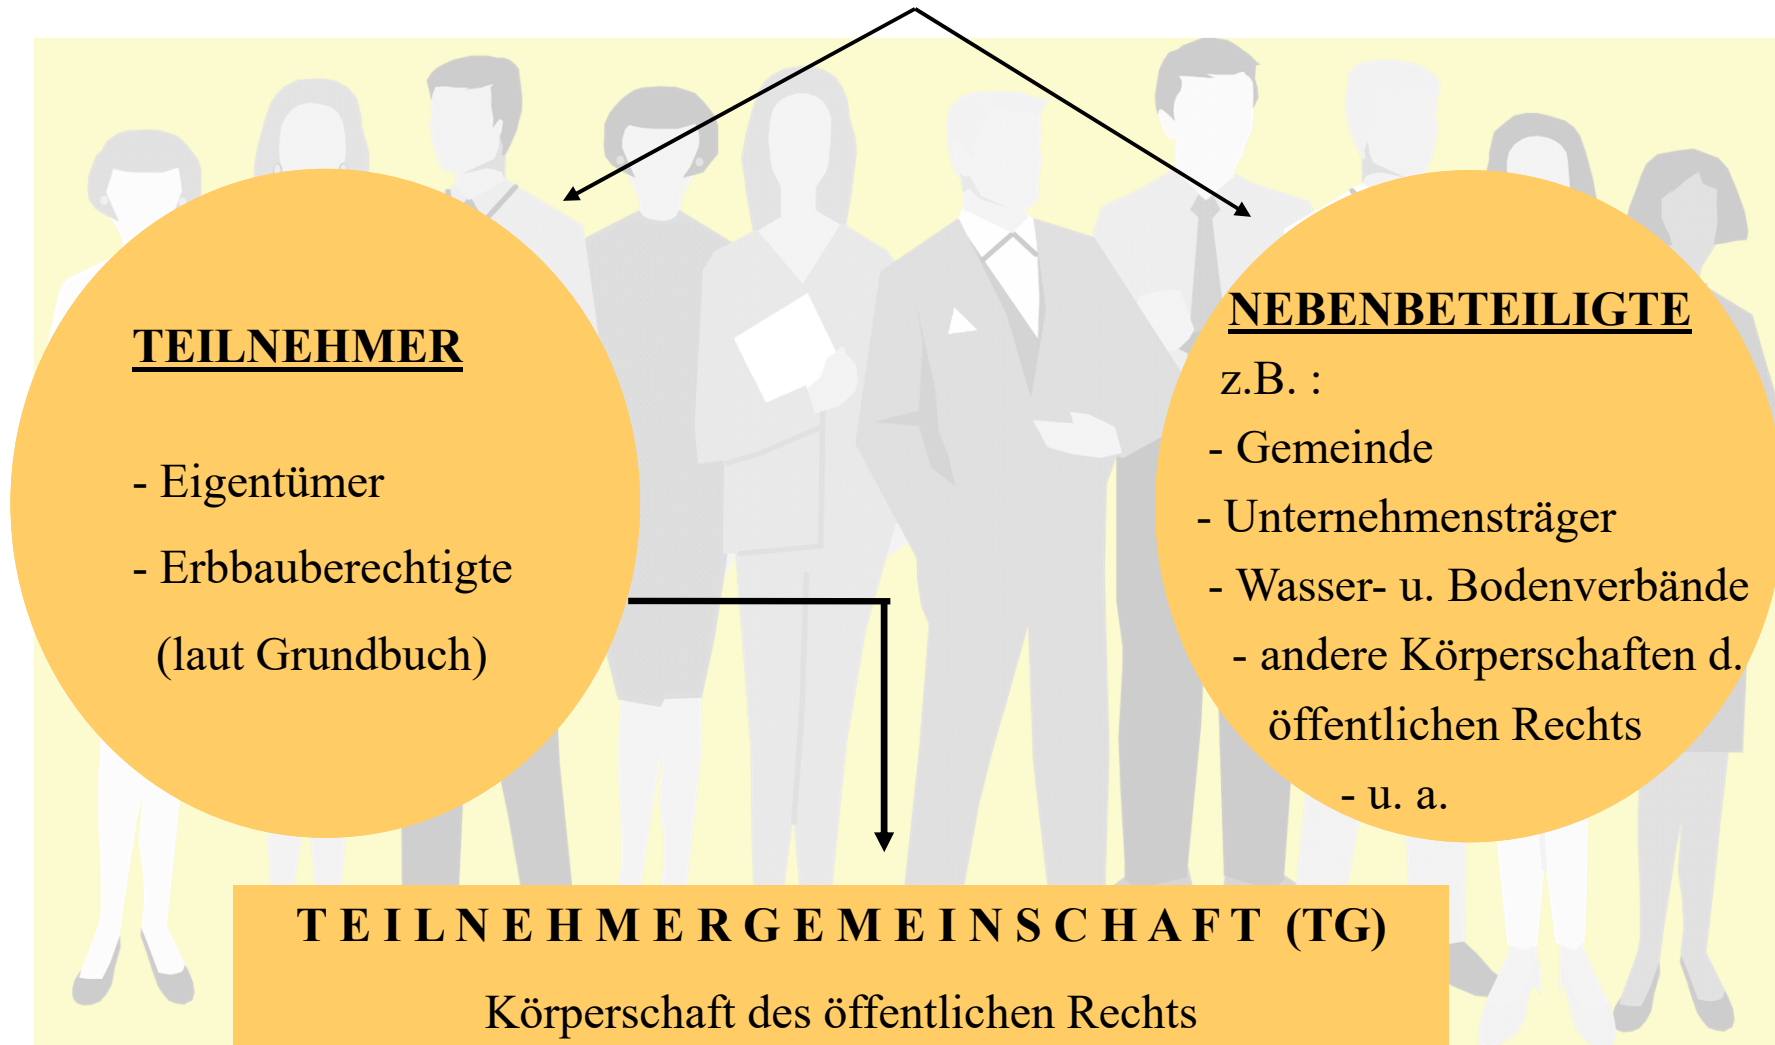 TEILNEHMER
- Eigentümer
- Erbbauberechtigte
(laut Grundbuch)
NEBENBETEILIGTE
z.B. :
- Gemeinde
- Unternehmensträger
- Wasser- u. Bodenverbände
- andere Körperschaften d.
öffentlichen Rechts
- u. a.
T E I L N E H M E R G E M E I N S C H A F T (TG)
Körperschaft des öffentlichen Rechts